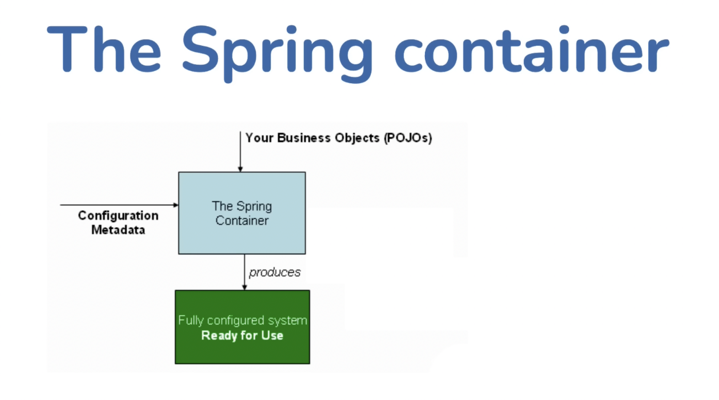 The Spring container
Your Business Objects (POJOs)
The Spring
Container
Configuration
Metadata
produces
Fully configured system
Ready for Use